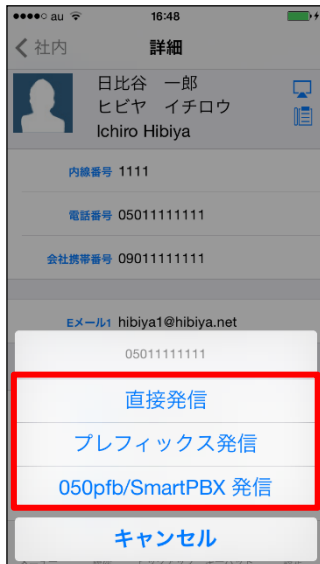 au 16:48
社内 詳細
日比谷 一郎
ヒビヤ イチロウ
Ichiro Hibiya
内線番号 1111
電話番号 05011111111
会社携帯番号 09011111111
Eメール1 hibiya1@hibiya.net
05011111111
直接発信
プレフィックス発信
050pfb/SmartPBX 発信
キャンセル